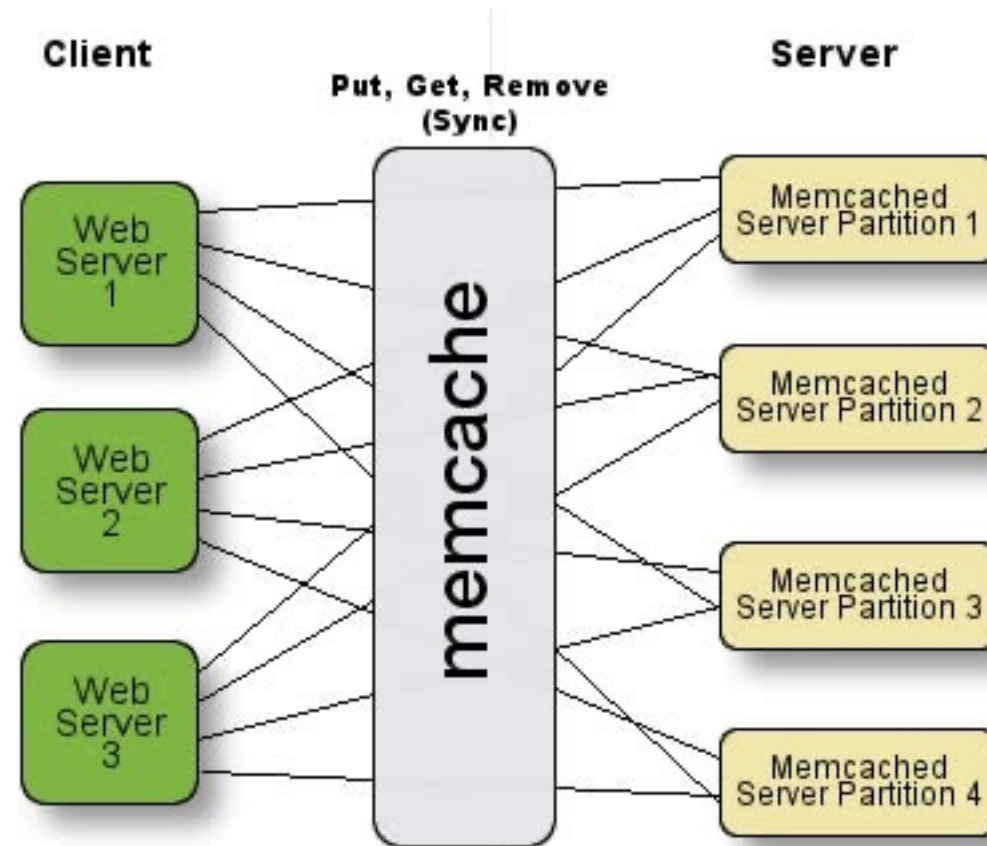 Client
Server
Put, Get, Remove
(Sync)
Web
Server
1
Web
Server
2
Web
Server
3
memcache
Memcached
Server Partition 1
Memcached
Server Partition 2
Memcached
Server Partition 3
Memcached
Server Partition 4